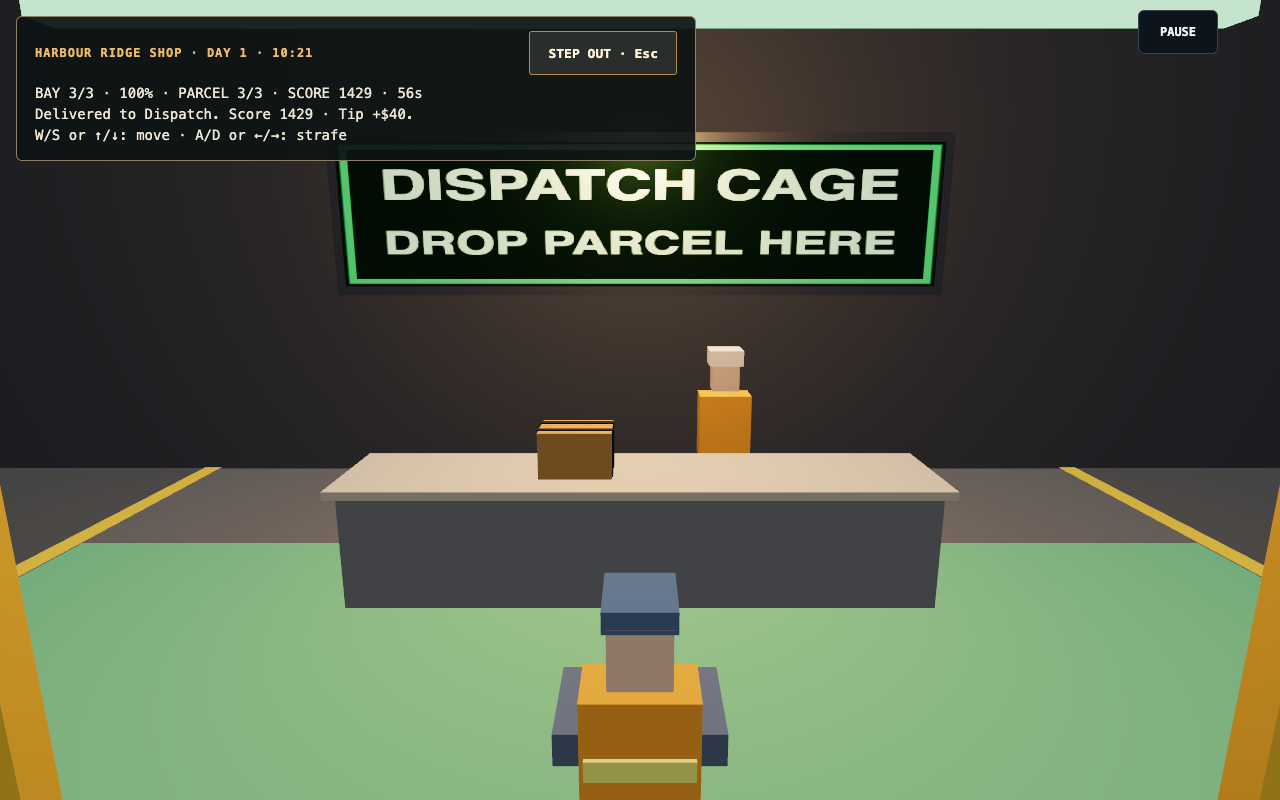 HARBOUR RIDGE SHOP · DAY 1 · 10:21
STEP OUT · Esc
PAUSE
BAY 3/3 · 100% · PARCEL 3/3 · SCORE 1429 · 56s
Delivered to Dispatch. Score 1429 · Tip +$40.
W/S or ↑/↓: move · A/D or ←/→: strafe
DISPATCH CAGE
DROP PARCEL HERE